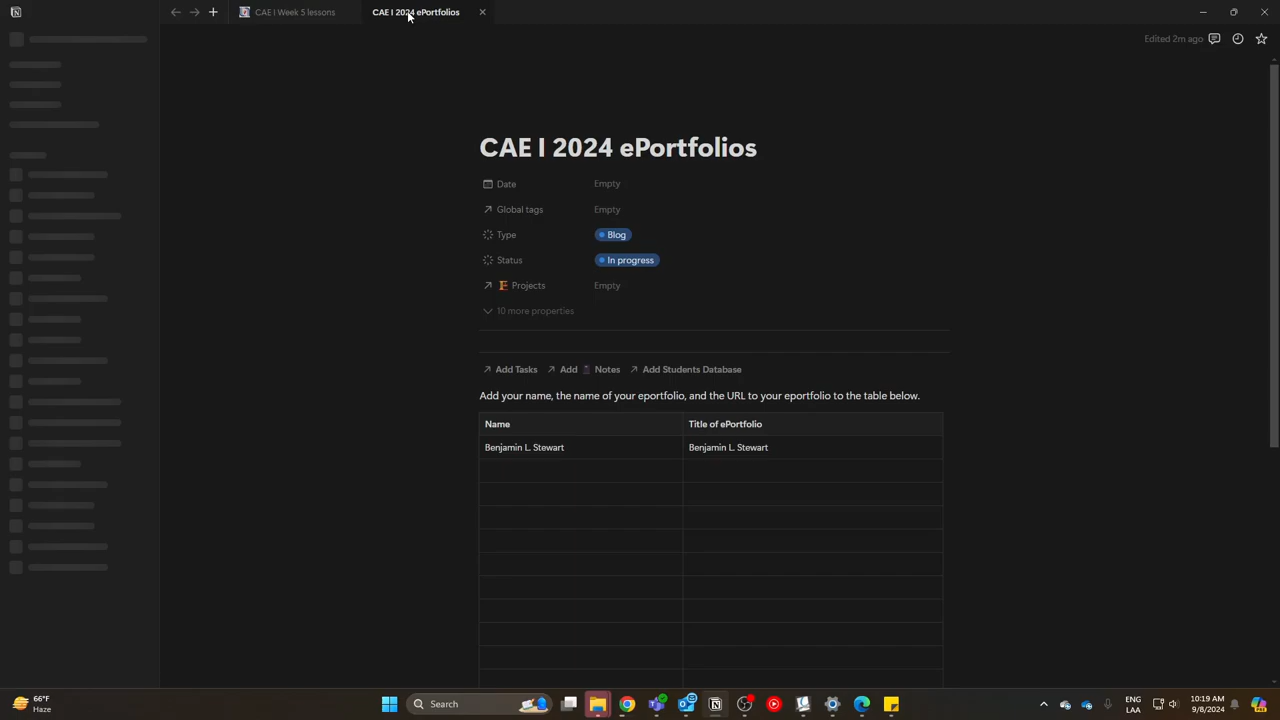 CAE I Week 5 lessons
CAE I 2024 ePortfolios
Edited 2m ago
CAE I 2024 ePortfolios
Date Empty
Global tags Empty
Type Blog
Status In progress
Projects Empty
10 more properties
Add Tasks Add Notes Add Students Database
Add your name, the name of your eportfolio, and the URL to your eportfolio to the table below.
Name Title of ePortfolio
Benjamin L. Stewart Benjamin L. Stewart
66°F
Haze
Search
ENG
LAA
10:19 AM
9/8/2024